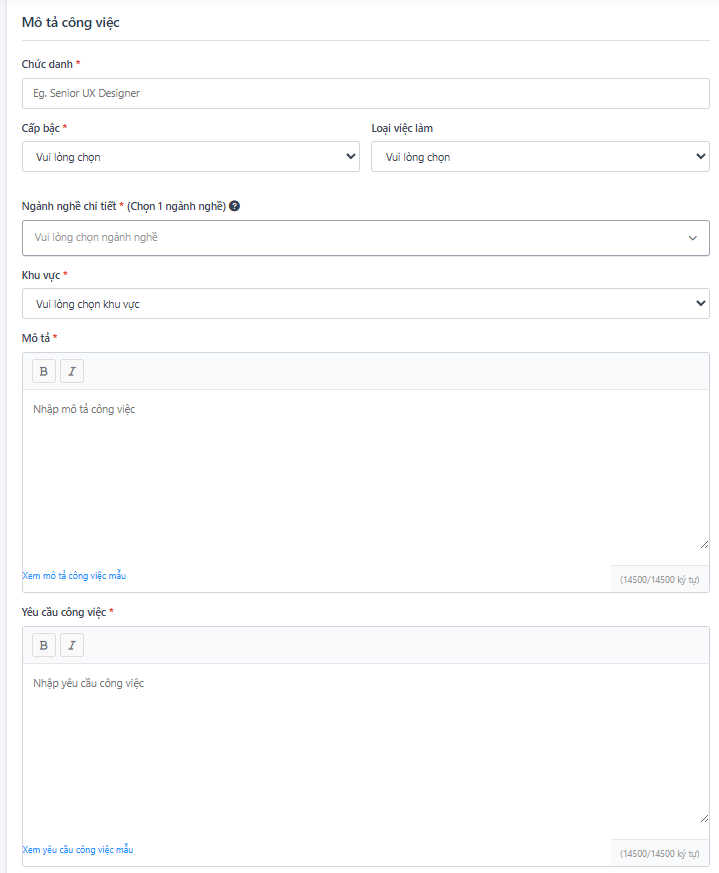 Mô tả công việc
Chức danh *
Eg. Senior UX Designer
Cấp bậc * Loại việc làm
Vui lòng chọn Vui lòng chọn
Ngành nghề chi tiết * (Chọn 1 ngành nghề) ?
Vui lòng chọn ngành nghề
Khu vực *
Vui lòng chọn khu vực
Mô tả *
B I
Nhập mô tả công việc
Xem mô tả công việc mẫu (14500/14500 ký tự)
Yêu cầu công việc *
B I
Nhập yêu cầu công việc
Xem yêu cầu công việc mẫu (14500/14500 ký tự)